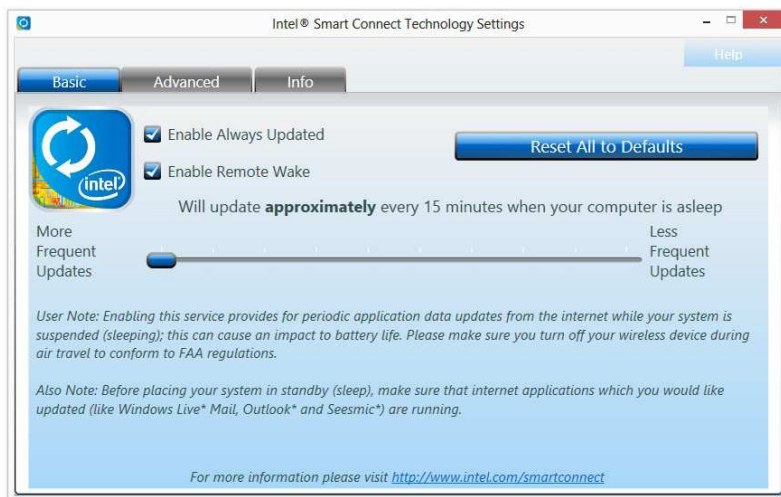 Intel® Smart Connect Technology Settings
Help
Basic
Advanced
Info
Enable Always Updated
Reset All to Defaults
Enable Remote Wake
intel
Will update approximately every 15 minutes when your computer is asleep
More
Frequent
Updates
Less
Frequent
Updates
User Note: Enabling this service provides for periodic application data updates from the internet while your system is
suspended (sleeping); this can cause an impact to battery life. Please make sure you turn off your wireless device during
air travel to conform to FAA regulations.
Also Note: Before placing your system in standby (sleep), make sure that internet applications which you would like
updated (like Windows Live* Mail, Outlook* and Seesmic*) are running.
For more information please visit http://www.intel.com/smartconnect